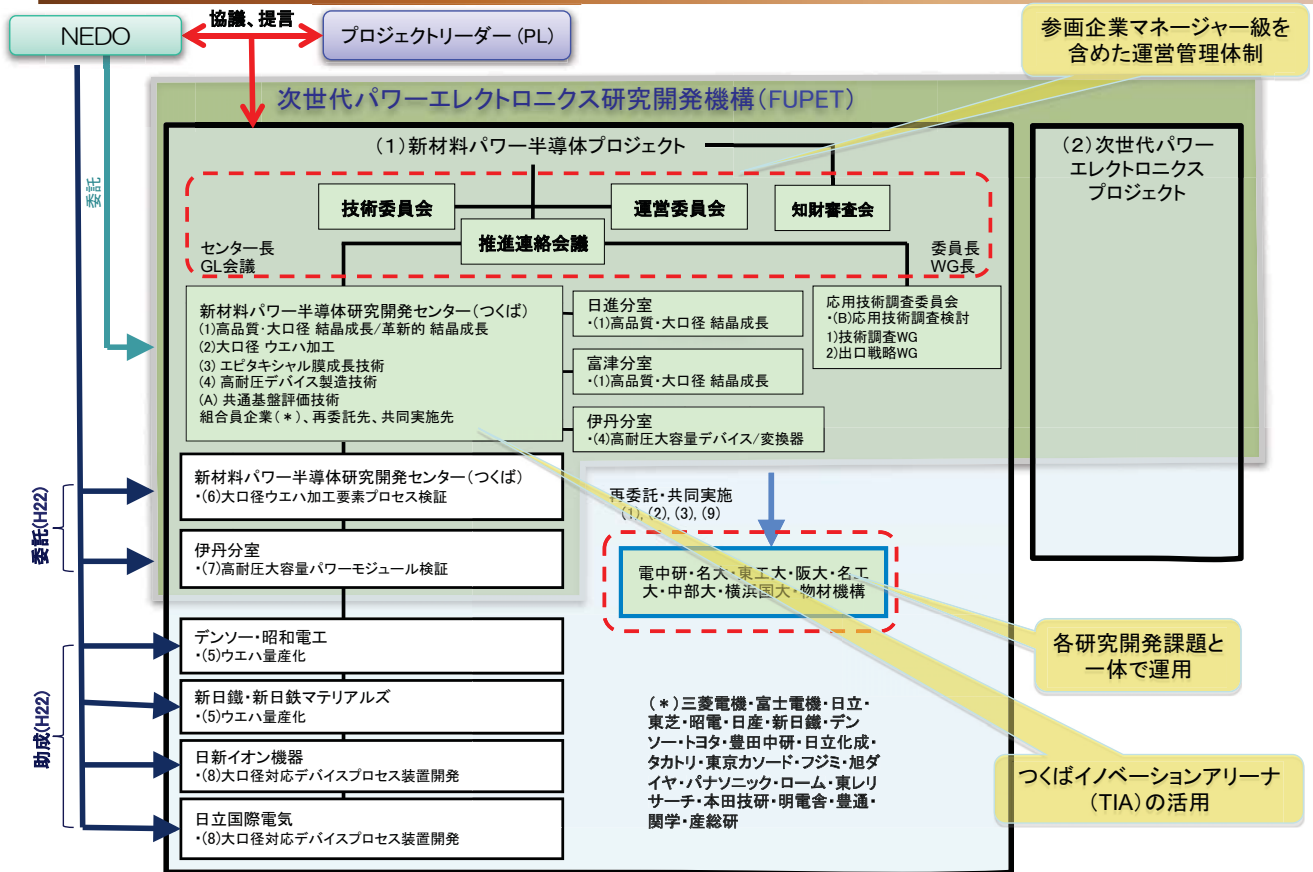 協議、提言
NEDO
プロジェクトリーダー (PL)
参画企業マネージャー級を
含めた運営管理体制
次世代パワーエレクトロニクス研究開発機構(FUPET)
委託
(1)新材料パワー半導体プロジェクト
(2)次世代パワー
エレクトロニクス
プロジェクト
技術委員会
運営委員会
知財審査会
推進連絡会議
センター長
GL会議
委員長
WG長
新材料パワー半導体研究開発センター(つくば)
(1)高品質・大口径 結晶成長/革新的 結晶成長
(2)大口径 ウエハ加工
(3) エピタキシャル膜成長技術
(4) 高耐圧デバイス製造技術
(A) 共通基盤評価技術
組合員企業(*)、再委託先、共同実施先
日進分室
・(1)高品質・大口径 結晶成長
富津分室
・(1)高品質・大口径 結晶成長
伊丹分室
・(4)高耐圧大容量デバイス/変換器
応用技術調査委員会
・(B)応用技術調査検討
1)技術調査WG
2)出口戦略WG
委託(H22)
新材料パワー半導体研究開発センター(つくば)
・(6)大口径ウエハ加工要素プロセス検証
伊丹分室
・(7)高耐圧大容量パワーモジュール検証
再委託・共同実施
(1), (2), (3), (9)
電中研・名大・東工大・阪大・名工
大・中部大・横浜国大・物材機構
助成(H22)
デンソー・昭和電工
・(5)ウエハ量産化
新日鐵・新日鉄マテリアルズ
・(5)ウエハ量産化
日新イオン機器
・(8)大口径対応デバイスプロセス装置開発
日立国際電気
・(8)大口径対応デバイスプロセス装置開発
(*)三菱電機・富士電機・日立・
東芝・昭電・日産・新日鐵・デン
ソー・トヨタ・豊田中研・日立化成・
タカトリ・東京カソード・フジミ・旭ダ
イヤ・パナソニック・ローム・東レリ
サーチ・本田技研・明電舎・豊通・
関学・産総研
各研究開発課題と
一体で運用
つくばイノベーションアリーナ
(TIA)の活用